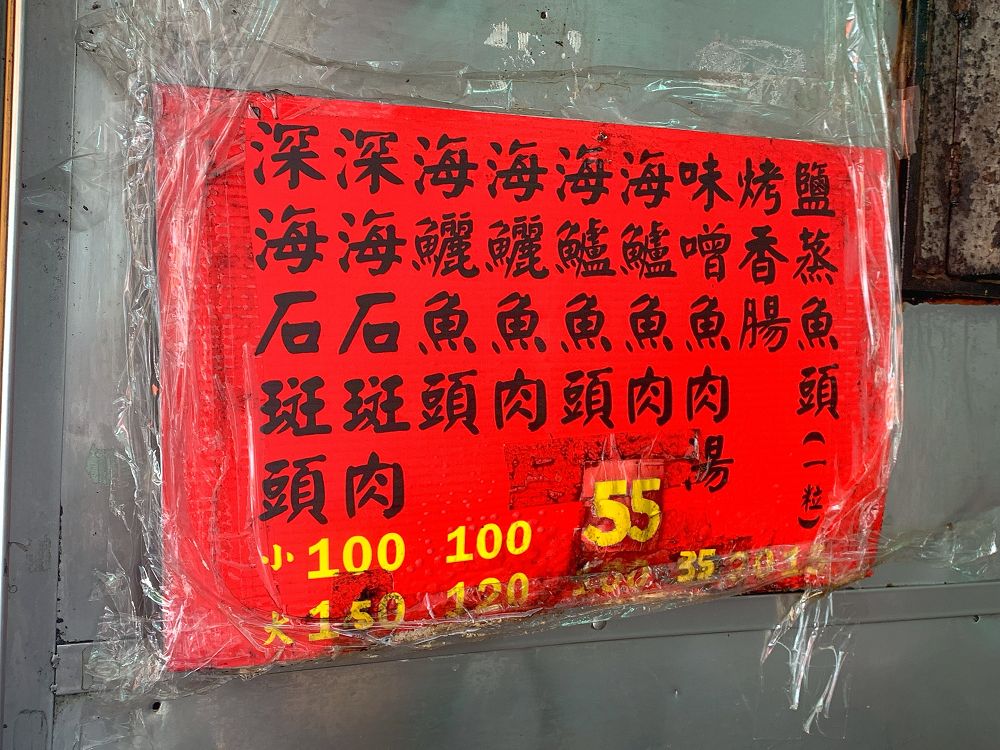 鹽蒸魚頭(一粒)
烤香腸
味噌魚肉湯
海鱸魚肉
海鱸魚頭
海鱺魚肉
海鱺魚頭
深海石斑肉
深海石斑頭
小 100 100 55
大 150 120 35